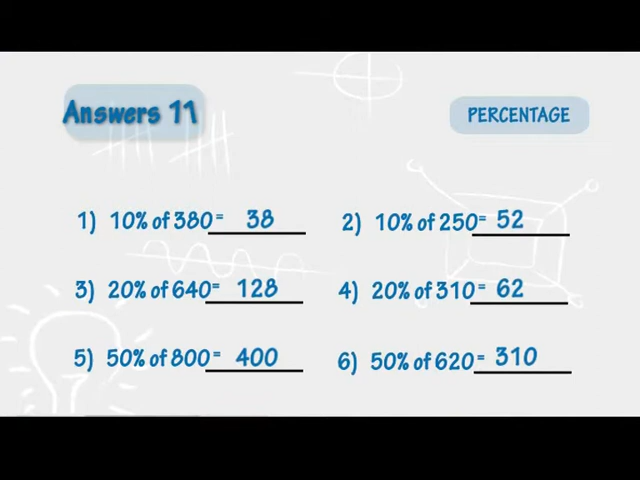 Answers 11
PERCENTAGE
1) 10% of 380= 38
2) 10% of 250= 52
3) 20% of 640= 128
4) 20% of 310= 62
5) 50% of 800= 400
6) 50% of 620= 310